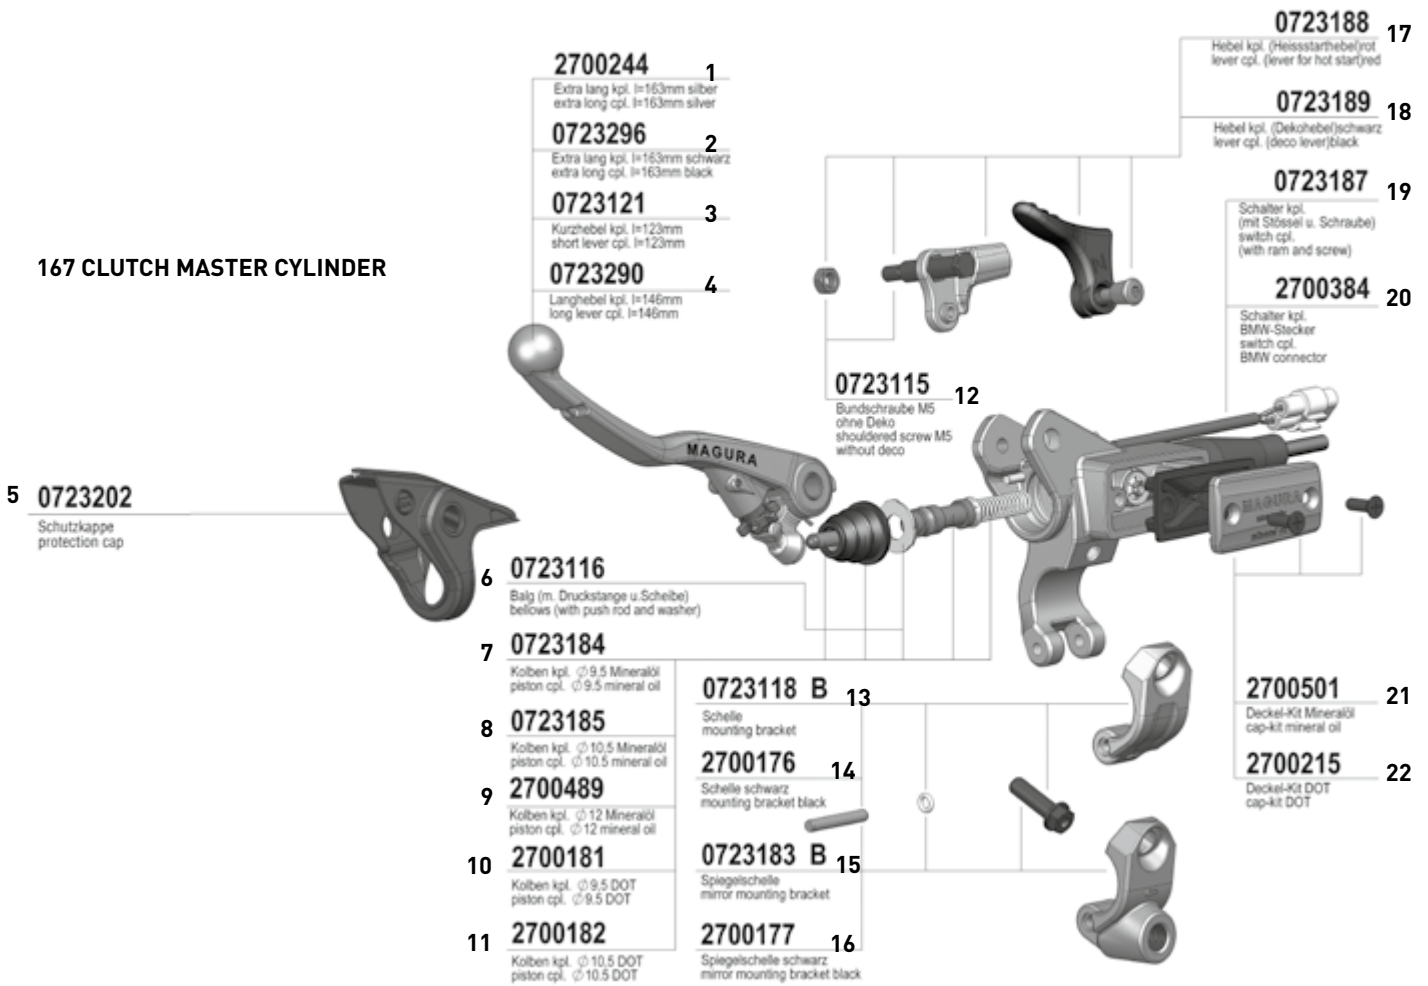 167 CLUTCH MASTER CYLINDER
2700244 1
Extra lang kpl. l=163mm silber
extra long cpl. l=163mm silver
0723296 2
Extra lang kpl. l=163mm schwarz
extra long cpl. l=163mm black
0723121 3
Kurzhebel kpl. l=123mm
short lever cpl. l=123mm
0723290 4
Langhebel kpl. l=146mm
long lever cpl. l=146mm
5 0723202
Schutzkappe
protection cap
6 0723116
Balg (m. Druckstange u.Scheibe)
bellows (with push rod and washer)
7 0723184
Kolben kpl. ∅9,5 Mineralöl
piston cpl. ∅9.5 mineral oil
8 0723185
Kolben kpl. ∅10,5 Mineralöl
piston cpl. ∅10.5 mineral oil
9 2700489
Kolben kpl. ∅12 Mineralöl
piston cpl. ∅12 mineral oil
10 2700181
Kolben kpl. ∅9,5 DOT
piston cpl. ∅9.5 DOT
11 2700182
Kolben kpl. ∅10,5 DOT
piston cpl. ∅10.5 DOT
0723115 12
Bundschraube M5
ohne Deko
shouldered screw M5
without deco
0723118 B 13
Schelle
mounting bracket
2700176 14
Schelle schwarz
mounting bracket black
0723183 B 15
Spiegelschelle
mirror mounting bracket
2700177 16
Spiegelschelle schwarz
mirror mounting bracket black
0723188 17
Hebel kpl. (Heissstarthebel)rot
lever cpl. (lever for hot start)red
0723189 18
Hebel kpl. (Dekohebel)schwarz
lever cpl. (deco lever)black
0723187 19
Schalter kpl.
(mit Stössel u. Schraube)
switch cpl.
(with ram and screw)
2700384 20
Schalter kpl.
BMW-Stecker
switch cpl.
BMW connector
2700501 21
Deckel-Kit Mineralöl
cap-kit mineral oil
2700215 22
Deckel-Kit DOT
cap-kit DOT
MAGURA
MAGURA